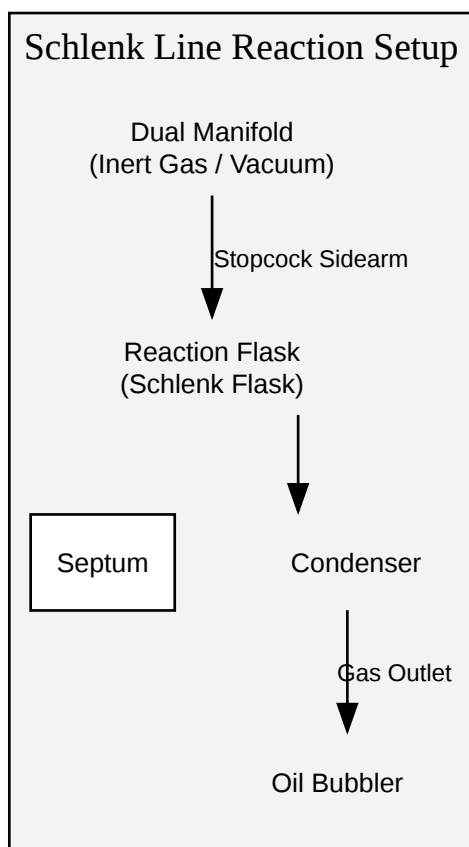 Schlenk Line Reaction Setup
Dual Manifold
(Inert Gas / Vacuum)
Stopcock Sidearm
Reaction Flask
(Schlenk Flask)
Septum
Condenser
Gas Outlet
Oil Bubbler